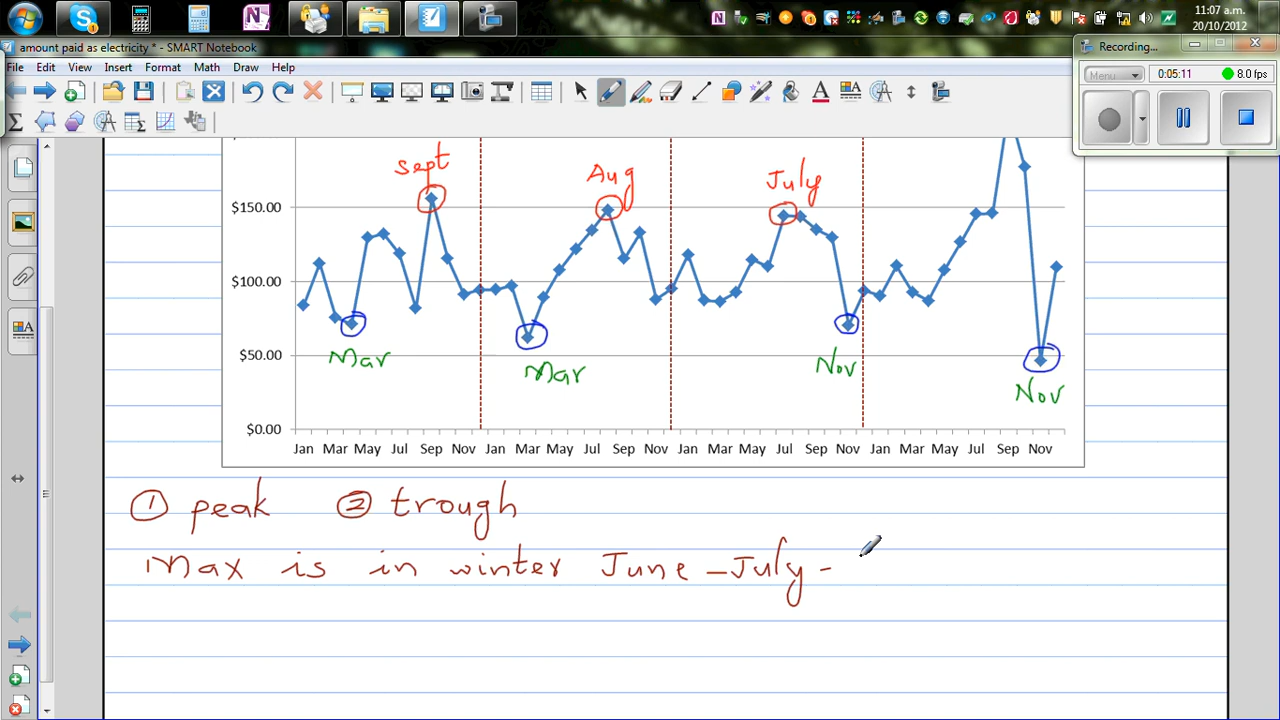 11:07 a.m.
20/10/2012
amount paid as electricity * - SMART Notebook
Recording...
File Edit View Insert Format Math Draw Help
Menu 0:05:11 8.0 fps
Sept Aug July
$150.00
$100.00
$50.00
Mar Mar Nov Nov
$0.00
Jan Mar May Jul Sep Nov Jan Mar May Jul Sep Nov Jan Mar May Jul Sep Nov Jan Mar May Jul Sep Nov
① peak ② trough
Max is in winter June - July -